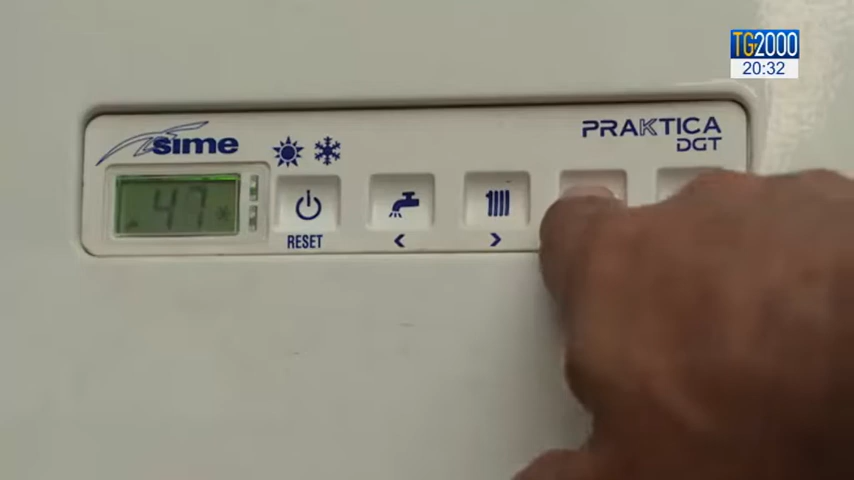 TG2000
20:32
sime
PRAKTICA
DGT
47
RESET
< >